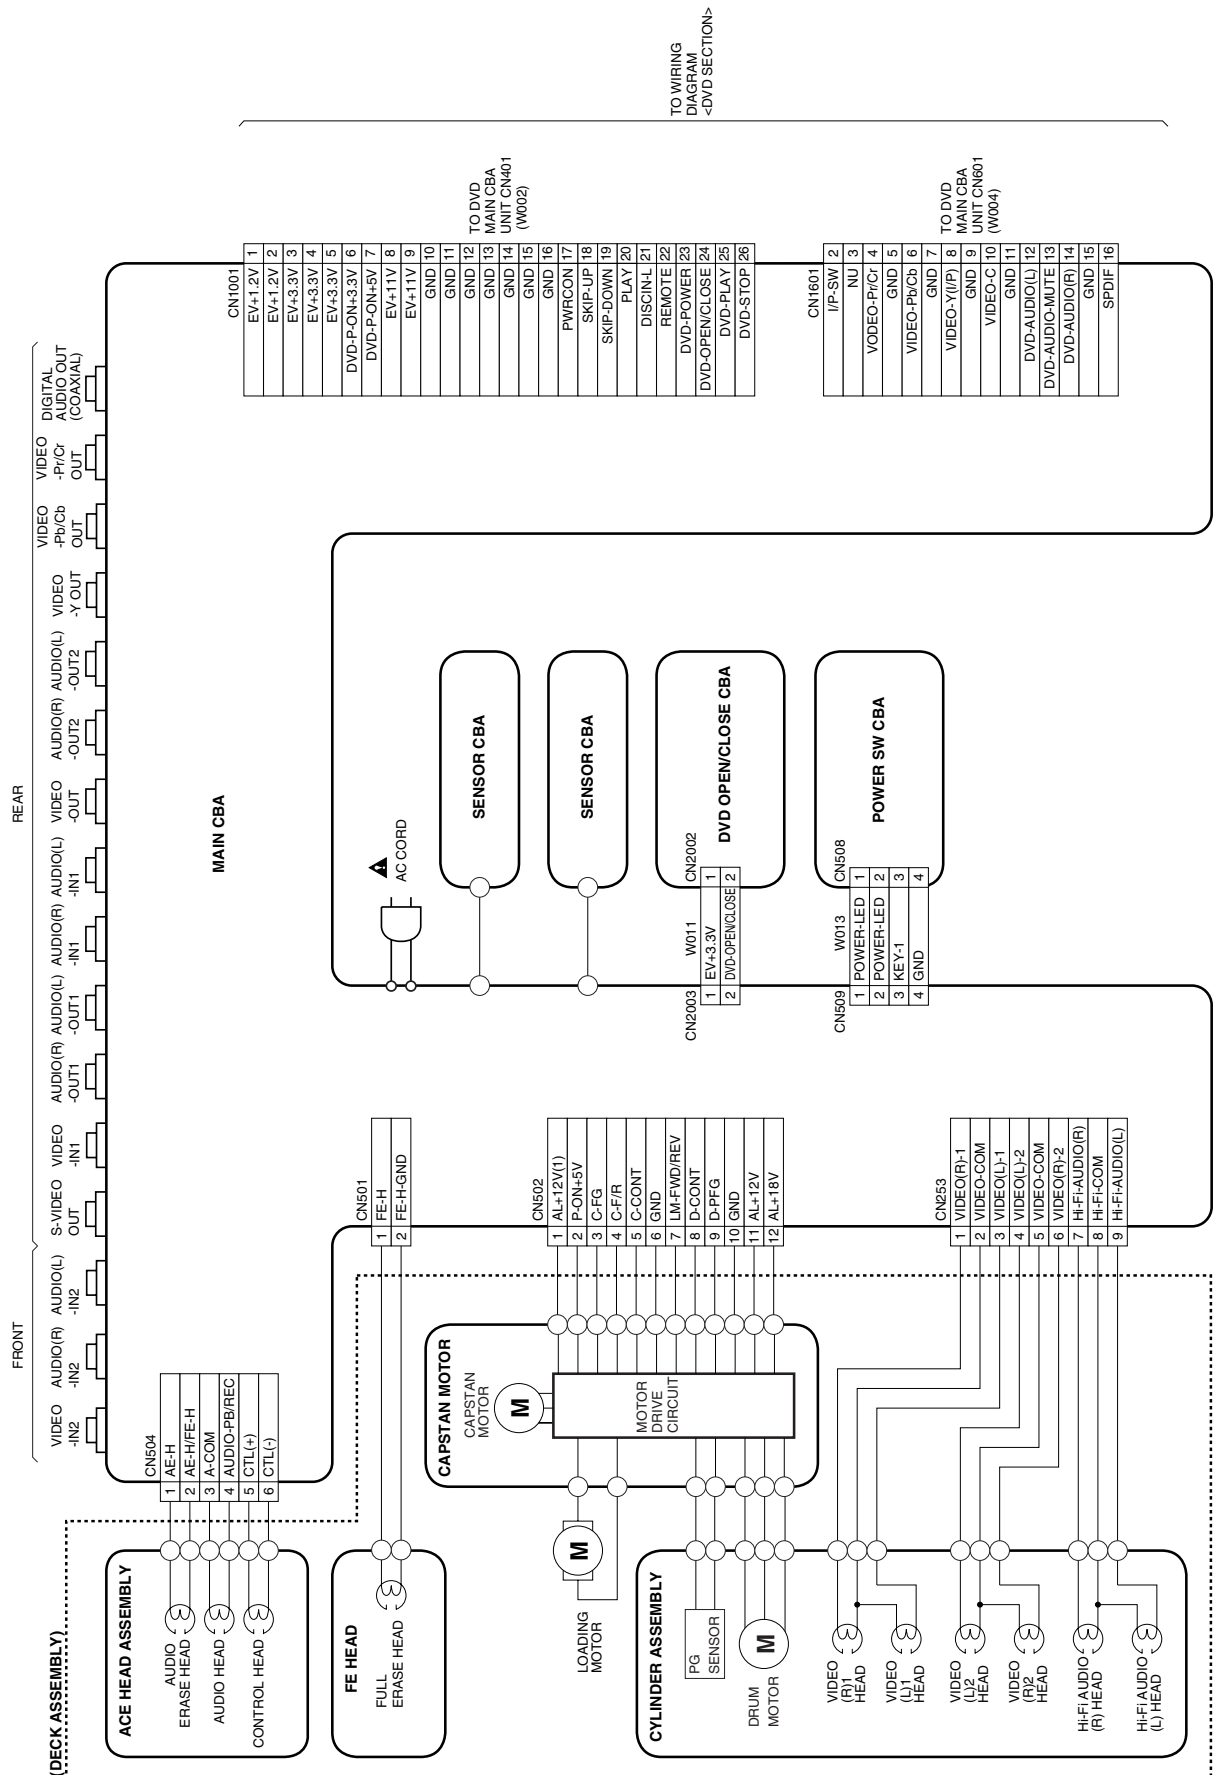 FRONT
REAR
VIDEO
-IN2
AUDIO(R)
-IN2
AUDIO(L)
-IN2
S-VIDEO
OUT
VIDEO
-IN1
AUDIO(R)
-OUT1
AUDIO(L)
-OUT1
AUDIO(R)
-IN1
AUDIO(L)
-IN1
VIDEO
-OUT
AUDIO(R)
-OUT2
AUDIO(L)
-OUT2
VIDEO
-Y OUT
VIDEO
-Pb/Cb
OUT
VIDEO
-Pr/Cr
OUT
DIGITAL
AUDIO OUT
(COAXIAL)
MAIN CBA
(DECK ASSEMBLY)
ACE HEAD ASSEMBLY
AUDIO
ERASE HEAD
AUDIO HEAD
CONTROL HEAD
CN504
1 AE-H
2 AE-H/FE-H
3 A-COM
4 AUDIO-PB/REC
5 CTL(+)
6 CTL(-)
FE HEAD
FULL
ERASE HEAD
CN501
1 FE-H
2 FE-H-GND
CAPSTAN MOTOR
CAPSTAN
MOTOR
M
MOTOR
DRIVE
CIRCUIT
LOADING
MOTOR
M
CN502
1 AL+12V(1)
2 P-ON+5V
3 C-FG
4 C-F/R
5 C-CONT
6 GND
7 LM-FWD/REV
8 D-CONT
9 D-PFG
10 GND
11 AL+12V
12 AL+18V
CYLINDER ASSEMBLY
PG
SENSOR
DRUM
MOTOR
M
VIDEO
(R)1
HEAD
VIDEO
(L)1
HEAD
VIDEO
(L)2
HEAD
VIDEO
(R)2
HEAD
Hi-Fi AUDIO
(R) HEAD
Hi-Fi AUDIO
(L) HEAD
CN253
1 VIDEO(R)-1
2 VIDEO-COM
3 VIDEO(L)-1
4 VIDEO(L)-2
5 VIDEO-COM
6 VIDEO(R)-2
7 Hi-Fi-AUDIO(R)
8 Hi-Fi-COM
9 Hi-Fi-AUDIO(L)
AC CORD
SENSOR CBA
SENSOR CBA
CN2003
W011
CN2002
1 EV+3.3V 1
2 DVD-OPEN/CLOSE 2
DVD OPEN/CLOSE CBA
CN509
W013
CN508
1 POWER-LED 1
2 POWER-LED 2
3 KEY-1 3
4 GND 4
POWER SW CBA
CN1001
EV+1.2V 1
EV+1.2V 2
EV+3.3V 3
EV+3.3V 4
EV+3.3V 5
DVD-P-ON+3.3V 6
DVD-P-ON+5V 7
EV+11V 8
EV+11V 9
GND 10
GND 11
GND 12
GND 13
GND 14
GND 15
GND 16
PWRCON 17
SKIP-UP 18
SKIP-DOWN 19
PLAY 20
DISCIN-L 21
REMOTE 22
DVD-POWER 23
DVD-OPEN/CLOSE 24
DVD-PLAY 25
DVD-STOP 26
TO DVD
MAIN CBA
UNIT CN401
(W002)
CN1601
I/P-SW 2
NU 3
VODEO-Pr/Cr 4
GND 5
VIDEO-Pb/Cb 6
GND 7
VIDEO-Y(I/P) 8
GND 9
VIDEO-C 10
GND 11
DVD-AUDIO(L) 12
DVD-AUDIO-MUTE 13
DVD-AUDIO(R) 14
GND 15
SPDIF 16
TO DVD
MAIN CBA
UNIT CN601
(W004)
TO WIRING
DIAGRAM
<DVD SECTION>